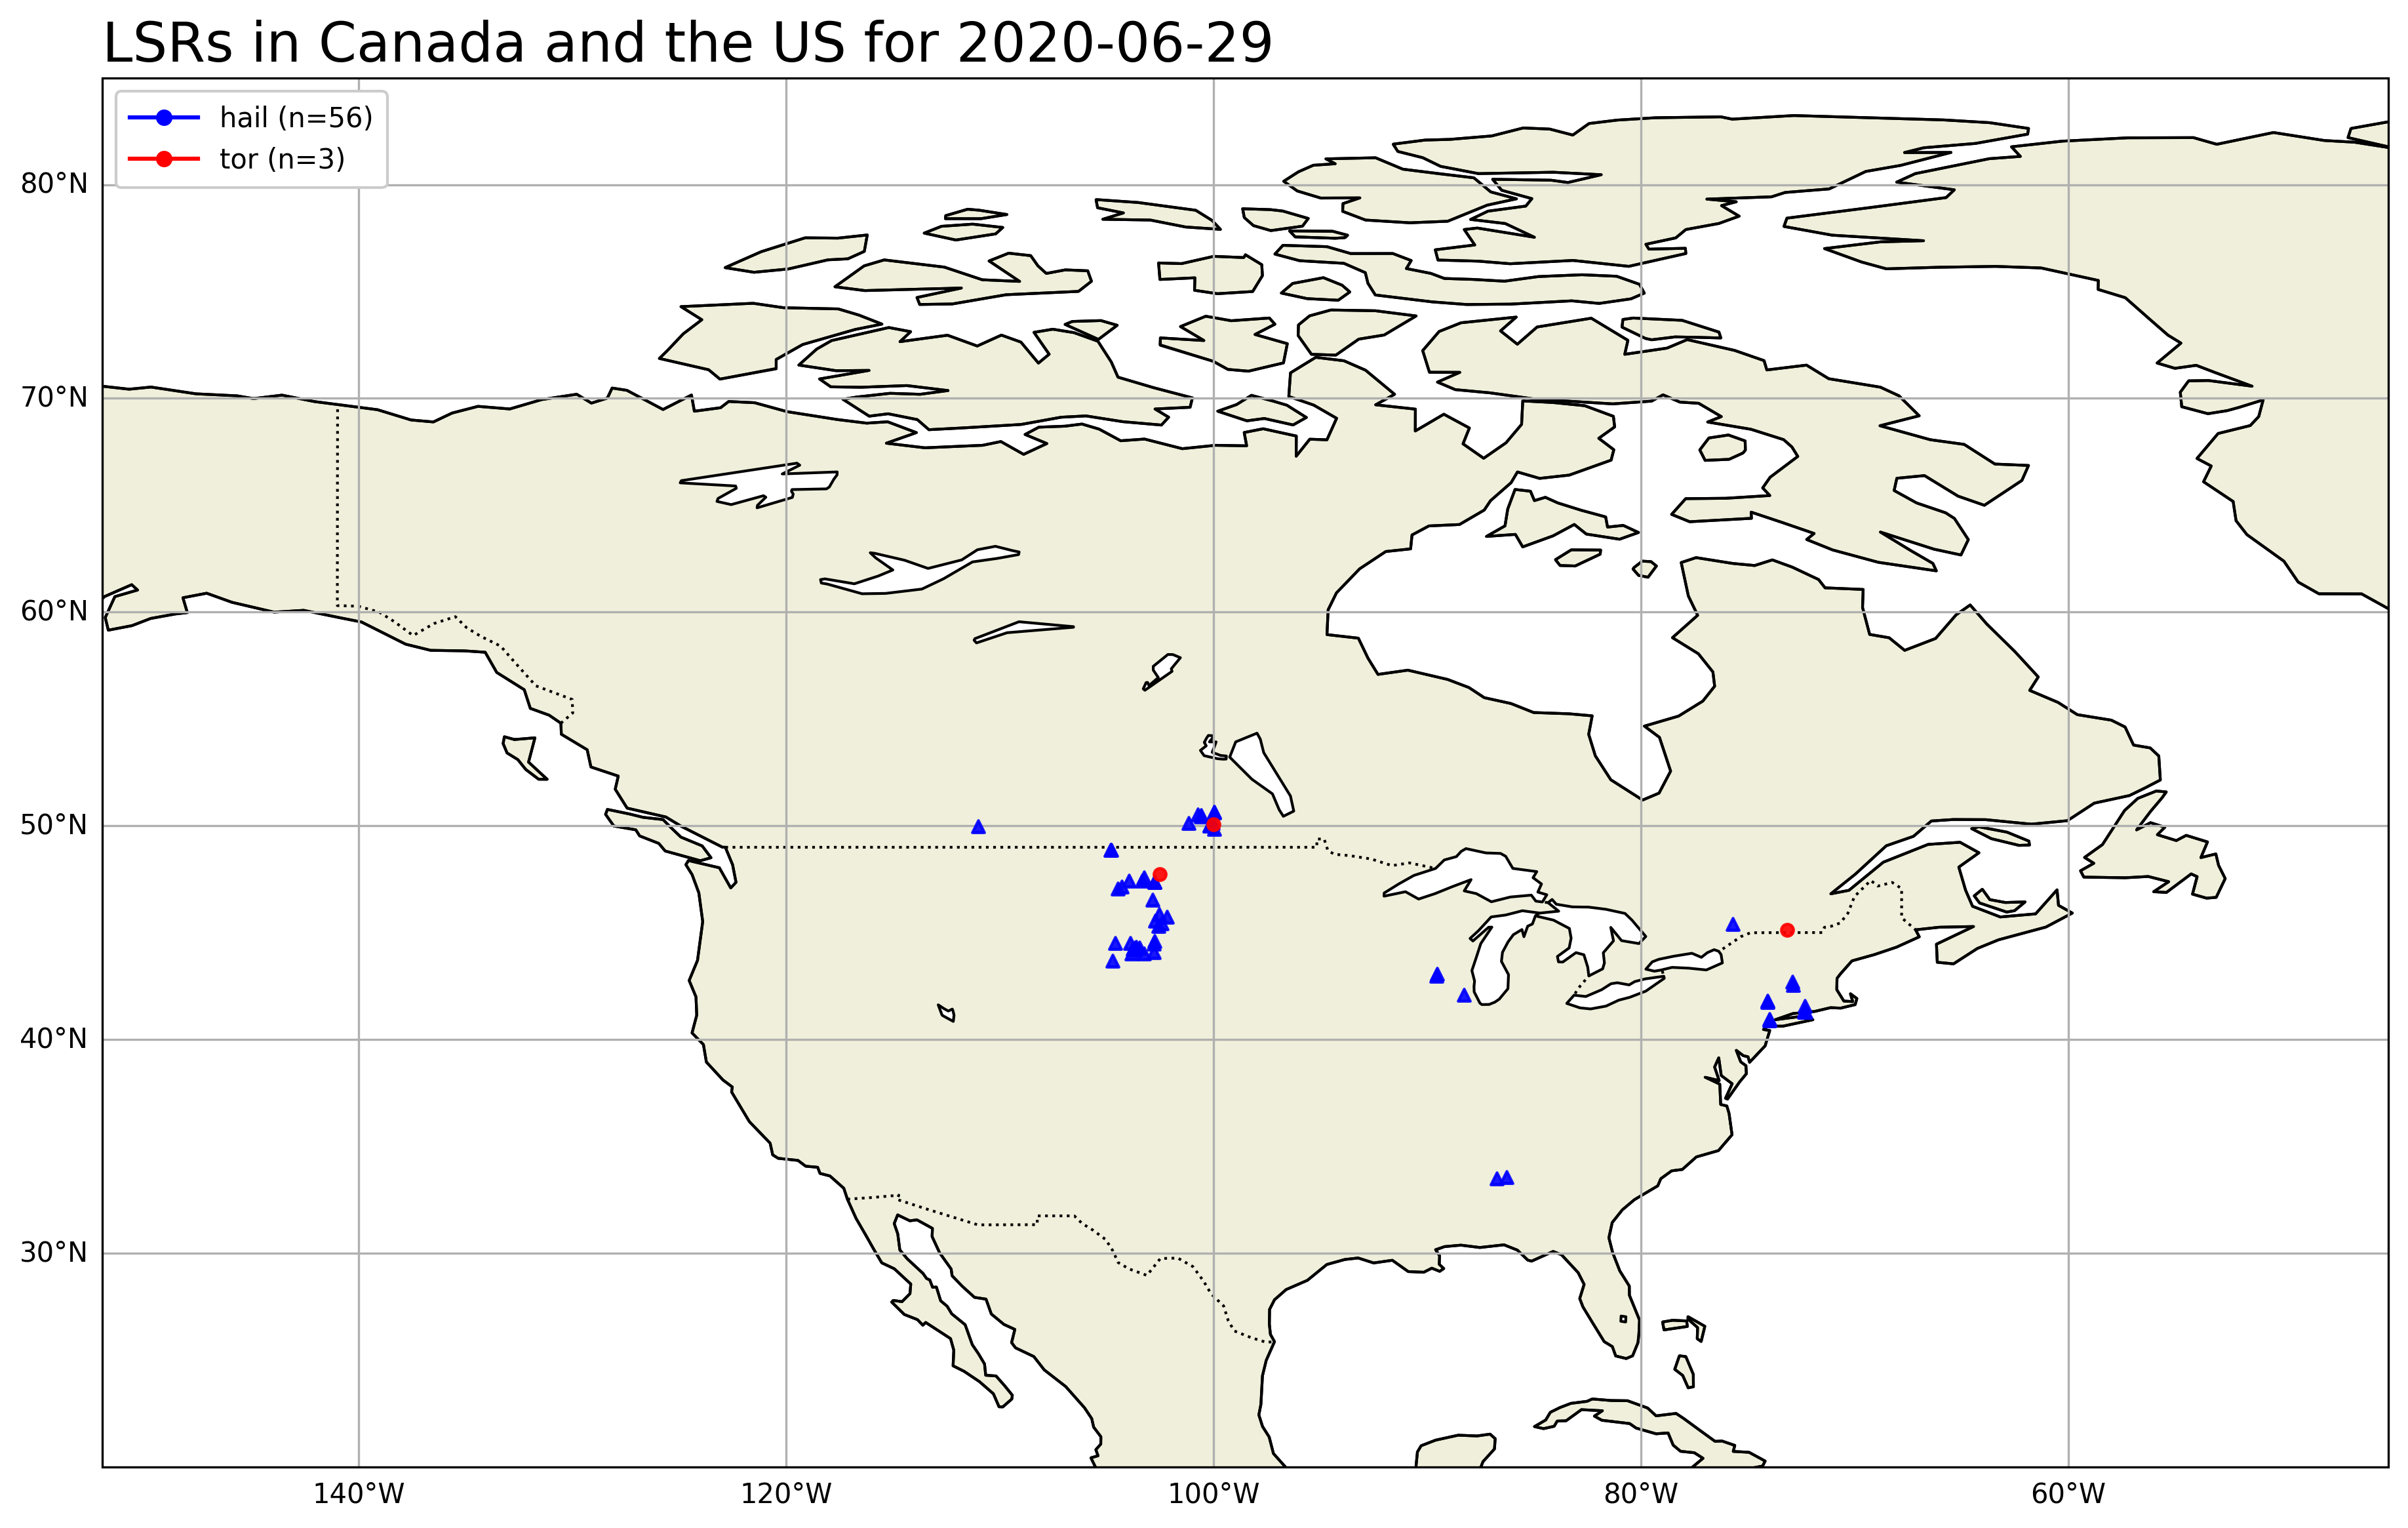 LSRs in Canada and the US for 2020-06-29
hail (n=56)
tor (n=3)
80°N
70°N
60°N
50°N
40°N
30°N
140°W
120°W
100°W
80°W
60°W